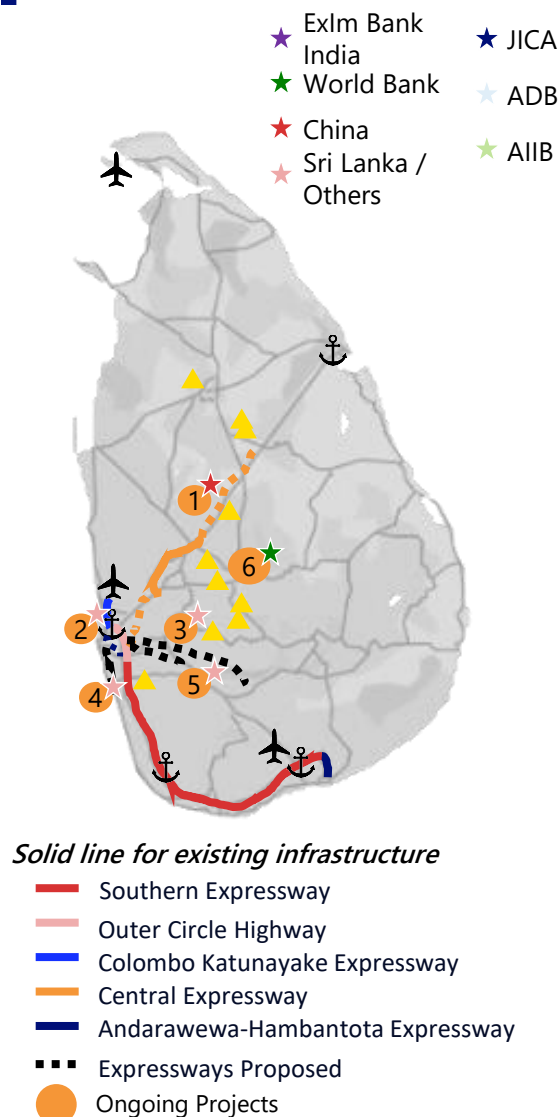 ExIm Bank
India
World Bank
China
Sri Lanka /
Others
JICA
ADB
AIIB
1
6
2
3
4
5
Solid line for existing infrastructure
Southern Expressway
Outer Circle Highway
Colombo Katunayake Expressway
Central Expressway
Andarawewa-Hambantota Expressway
Expressways Proposed
Ongoing Projects